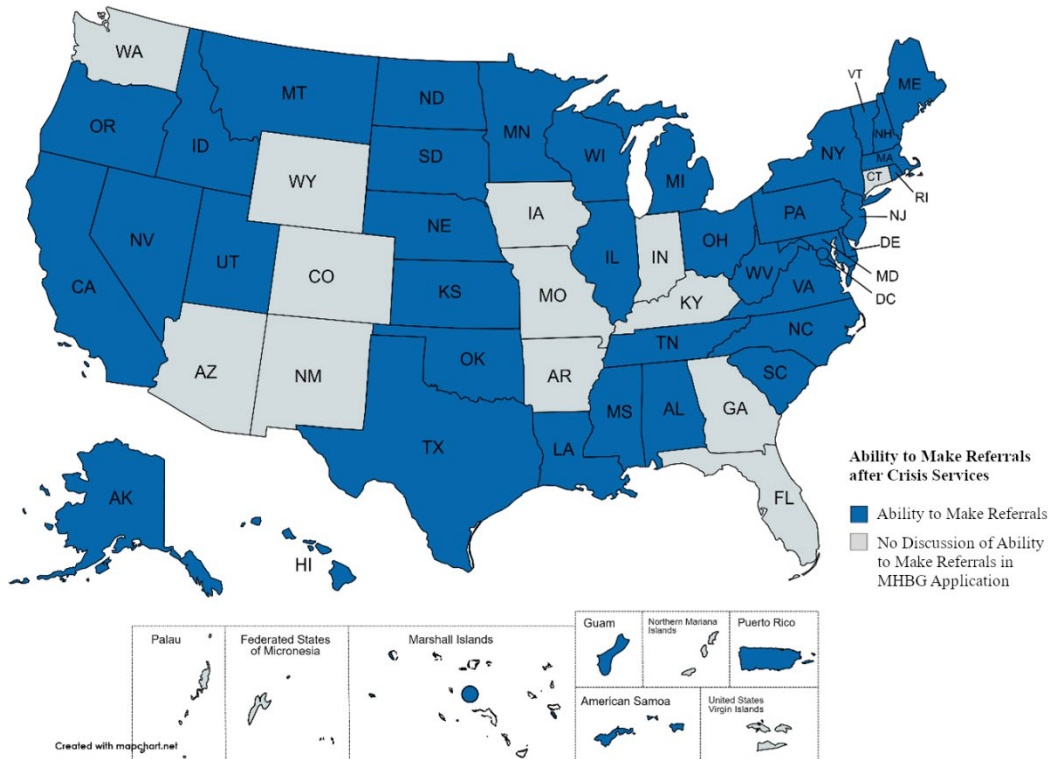 WA
MT
ND
MN
VT
ME
OR
ID
SD
WI
MI
NY
NH
MA
CT
RI
WY
IA
NE
PA
NJ
NV
UT
CO
IL
IN
OH
DE
MD
DC
CA
KS
MO
WV
VA
KY
NC
TN
AZ
NM
OK
AR
SC
MS
AL
GA
TX
LA
FL
AK
HI
Ability to Make Referrals
after Crisis Services
Ability to Make Referrals
No Discussion of Ability
to Make Referrals in
MHBG Application
Palau
Federated States
of Micronesia
Marshall Islands
Guam
Northern Mariana
Islands
Puerto Rico
American Samoa
United States
Virgin Islands
Created with mapchart.net